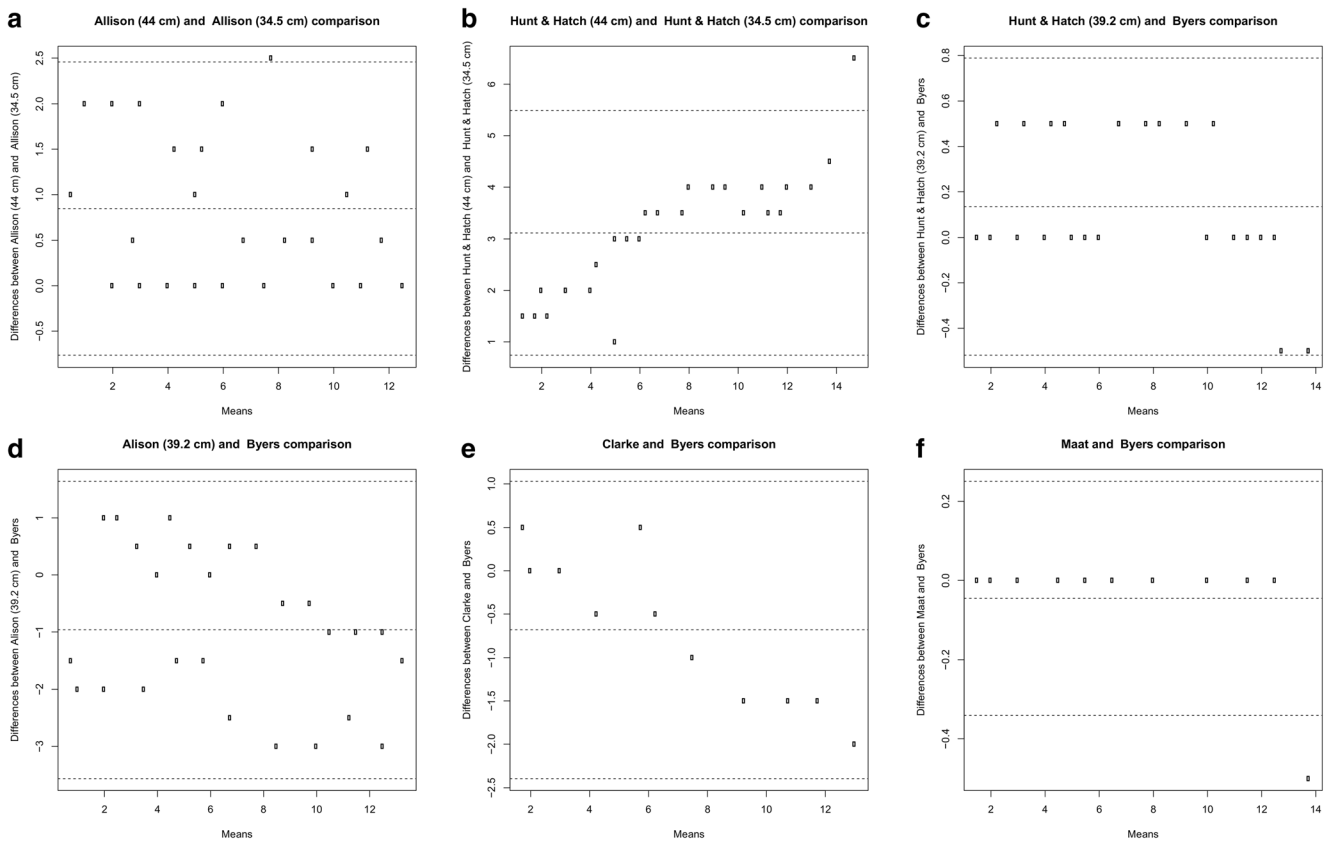 a
Allison (44 cm) and Allison (34.5 cm) comparison
Differences between Allison (44 cm) and Allison (34.5 cm)
2.5
2.0
1.5
1.0
0.5
0.0
−0.5
2 4 6 8 10 12
Means
b
Hunt & Hatch (44 cm) and Hunt & Hatch (34.5 cm) comparison
Differences between Hunt & Hatch (44 cm) and Hunt & Hatch (34.5 cm)
6
5
4
3
2
1
2 4 6 8 10 12 14
Means
c
Hunt & Hatch (39.2 cm) and Byers comparison
Differences between Hunt & Hatch (39.2 cm) and Byers
0.8
0.6
0.4
0.2
0.0
−0.2
−0.4
2 4 6 8 10 12 14
Means
d
Alison (39.2 cm) and Byers comparison
Differences between Alison (39.2 cm) and Byers
1
0
−1
−2
−3
2 4 6 8 10 12
Means
e
Clarke and Byers comparison
Differences between Clarke and Byers
1.0
0.5
0.0
−0.5
−1.0
−1.5
−2.0
−2.5
2 4 6 8 10 12
Means
f
Maat and Byers comparison
Differences between Maat and Byers
0.2
0.0
−0.2
−0.4
2 4 6 8 10 12 14
Means